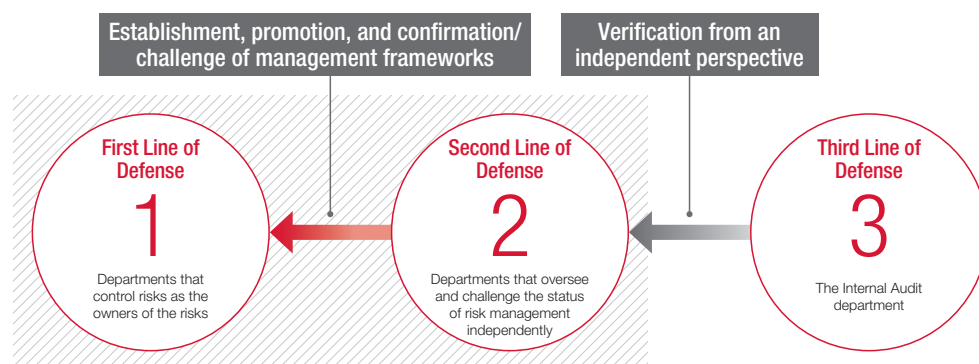 Establishment, promotion, and confirmation/
challenge of management frameworks
Verification from an
independent perspective
First Line of
Defense
1
Departments that
control risks as the
owners of the risks
Second Line of
Defense
2
Departments that oversee
and challenge the status
of risk management
independently
Third Line of
Defense
3
The Internal Audit
department